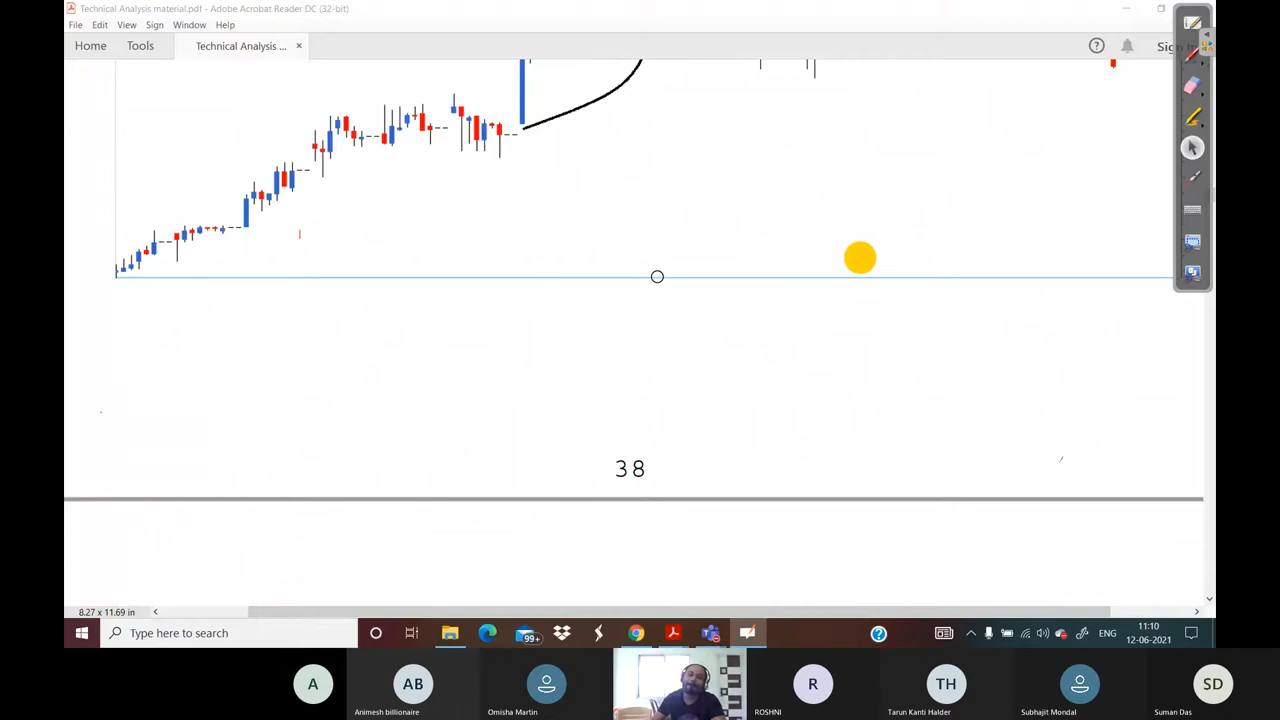 Technical Analysis material.pdf - Adobe Acrobat Reader DC (32-bit)
File Edit View Sign Window Help
Home Tools Technical Analysis ... × ?
38
8.27 x 11.69 in
Type here to search
99+
ENG
11:10
12-06-2021
A AB R TH SD
Animesh billionaire Omisha Martin ROSHNI Tarun Kanti Halder Subhajit Mondal Suman Das